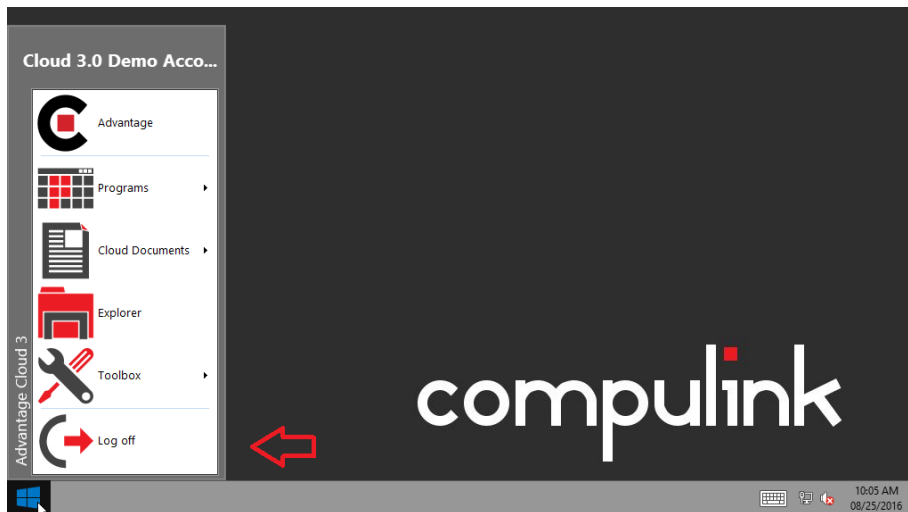 Cloud 3.0 Demo Acco...
Advantage
Programs
Cloud Documents
Explorer
Toolbox
Log off
Advantage Cloud 3
compulink
10:05 AM
08/25/2016